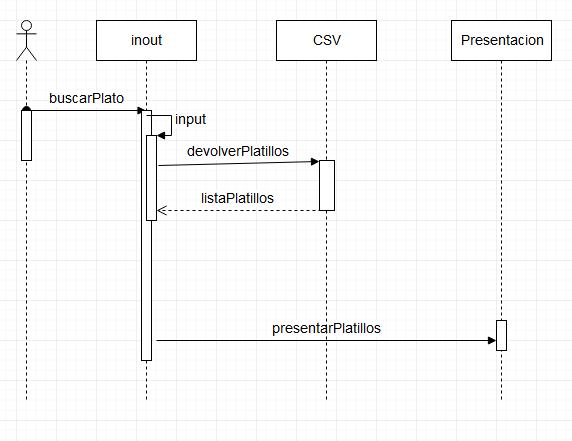 inout
CSV
Presentacion
buscarPlato
input
devolverPlatillos
listaPlatillos
presentarPlatillos